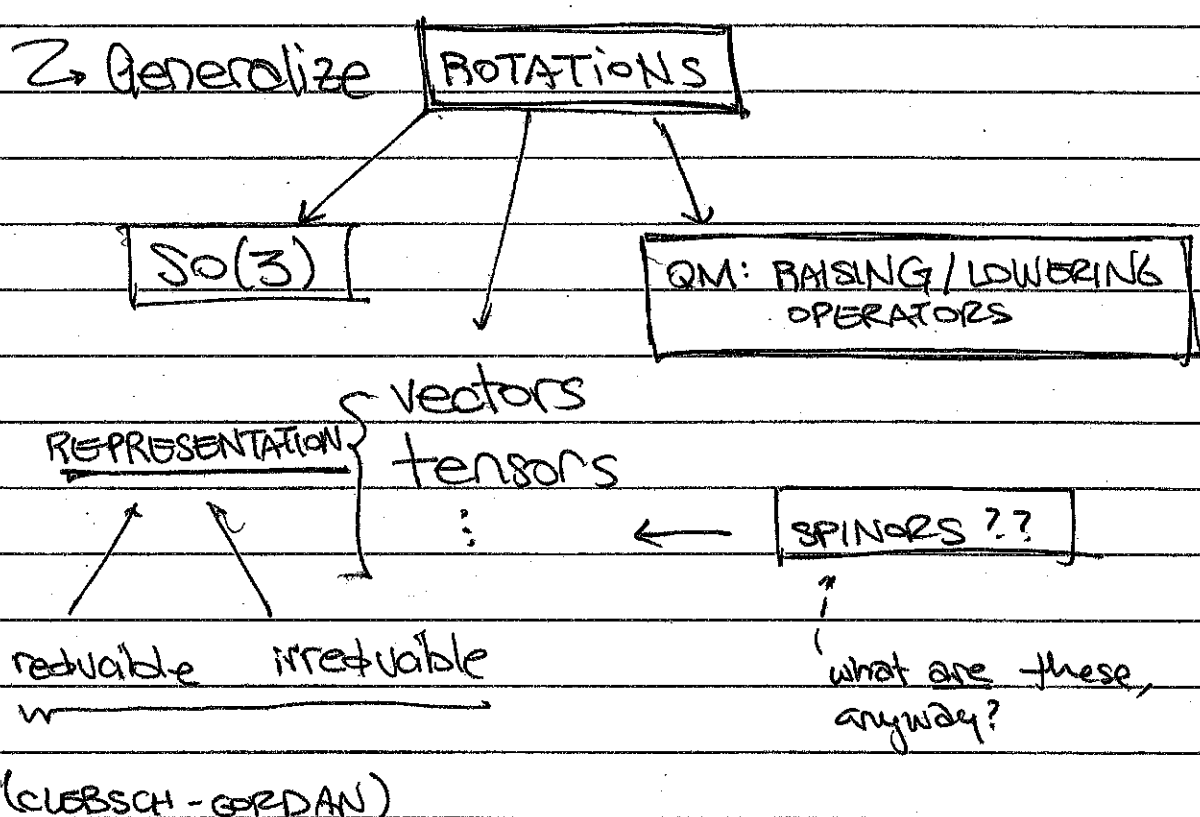 Generalize ROTATIONS
SO(3)
QM: RAISING/LOWERING
OPERATORS
vectors
REPRESENTATION
tensors
⋮
SPINORS??
reducible irreducible
what are these,
anyway?
(CLEBSCH-GORDAN)